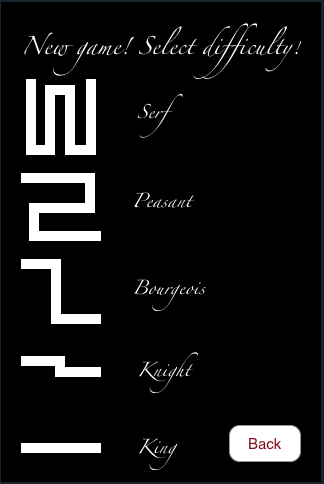 New game! Select difficulty!
Serf
Peasant
Bourgeois
Knight
King
Back